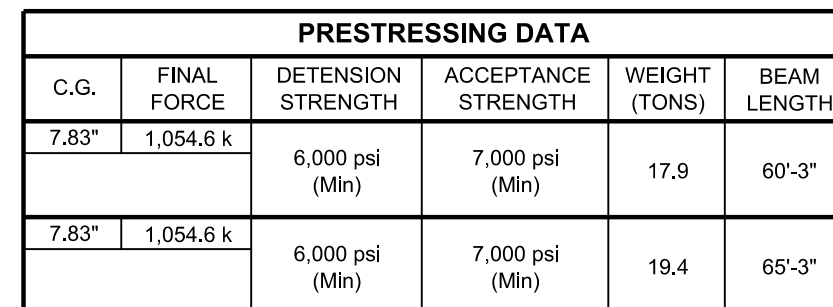 PRESTRESSING DATA
C.G. FINAL FORCE DETENSION STRENGTH ACCEPTANCE STRENGTH WEIGHT (TONS) BEAM LENGTH
7.83" 1,054.6 k 6,000 psi (Min) 7,000 psi (Min) 17.9 60'-3"
7.83" 1,054.6 k 6,000 psi (Min) 7,000 psi (Min) 19.4 65'-3"